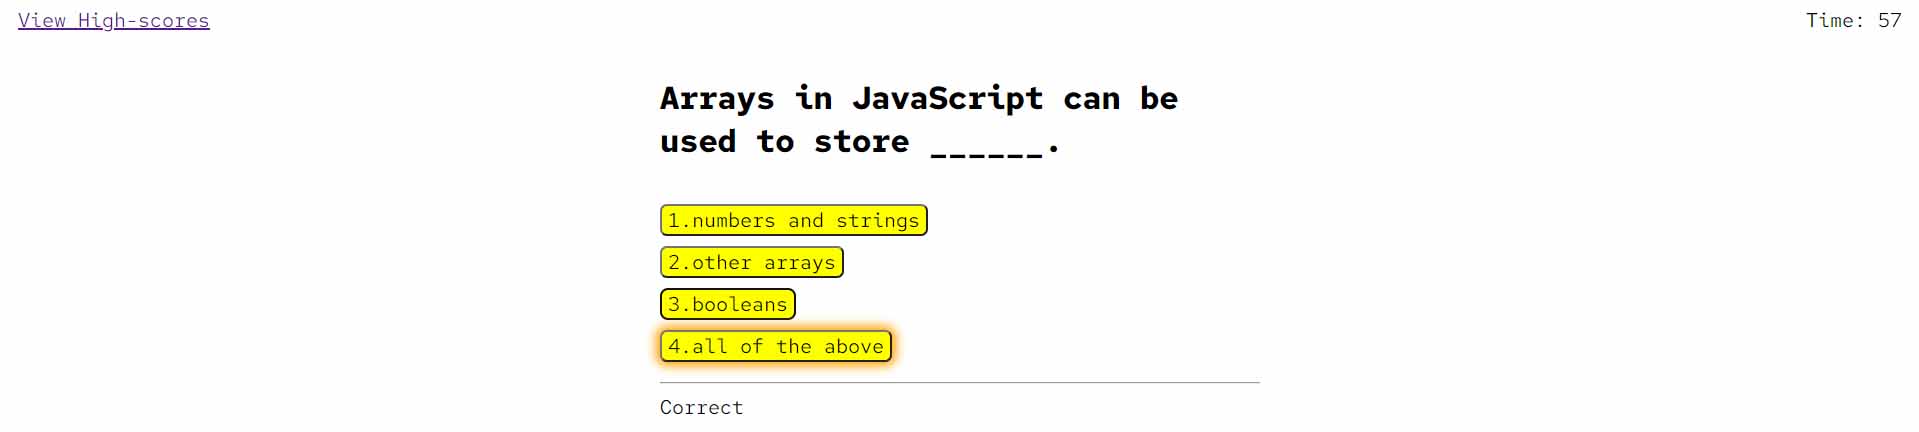 View High-scores
Time: 57
Arrays in JavaScript can be
used to store ______.
1.numbers and strings
2.other arrays
3.booleans
4.all of the above
Correct